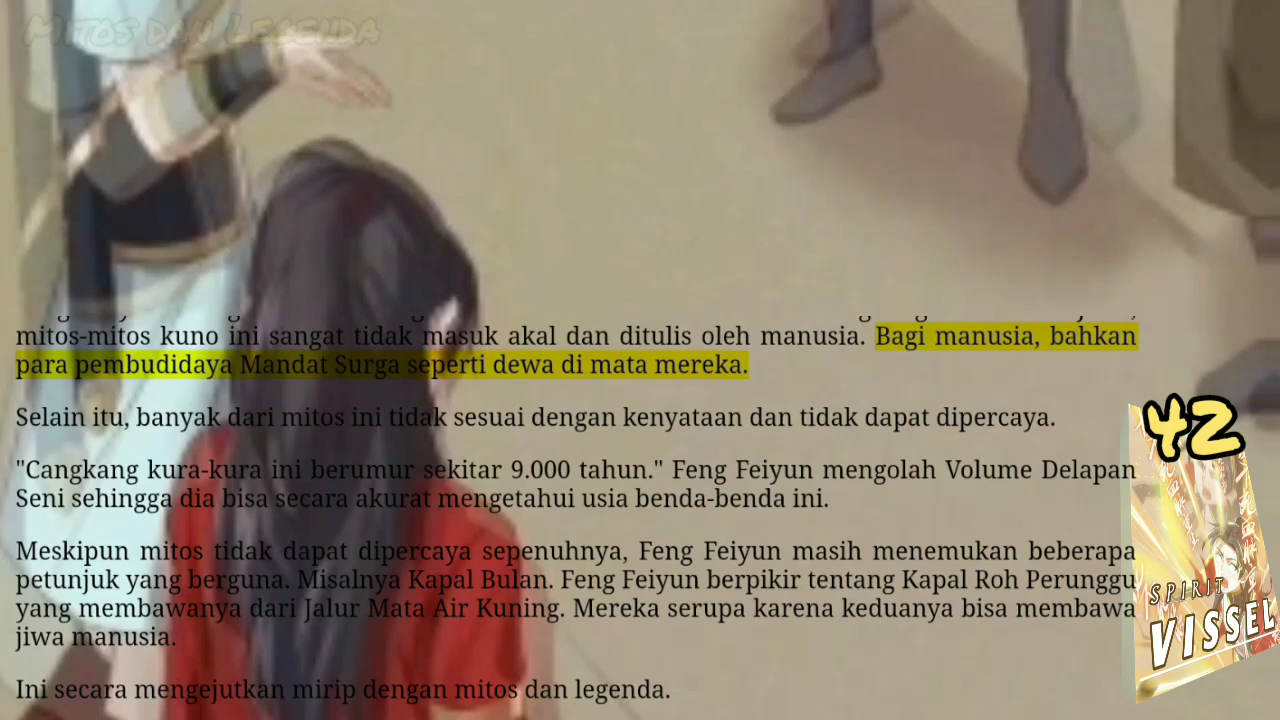 Mitos dan Legenda
mitos-mitos kuno ini sangat tidak masuk akal dan ditulis oleh manusia. Bagi manusia, bahkan
para pembudidaya Mandat Surga seperti dewa di mata mereka.
Selain itu, banyak dari mitos ini tidak sesuai dengan kenyataan dan tidak dapat dipercaya.
"Cangkang kura-kura ini berumur sekitar 9.000 tahun." Feng Feiyun mengolah Volume Delapan
Seni sehingga dia bisa secara akurat mengetahui usia benda-benda ini.
Meskipun mitos tidak dapat dipercaya sepenuhnya, Feng Feiyun masih menemukan beberapa
petunjuk yang berguna. Misalnya Kapal Bulan. Feng Feiyun berpikir tentang Kapal Roh Perunggu
yang membawanya dari Jalur Mata Air Kuning. Mereka serupa karena keduanya bisa membawa
jiwa manusia.
Ini secara mengejutkan mirip dengan mitos dan legenda.
42
SPIRIT
VISSEL